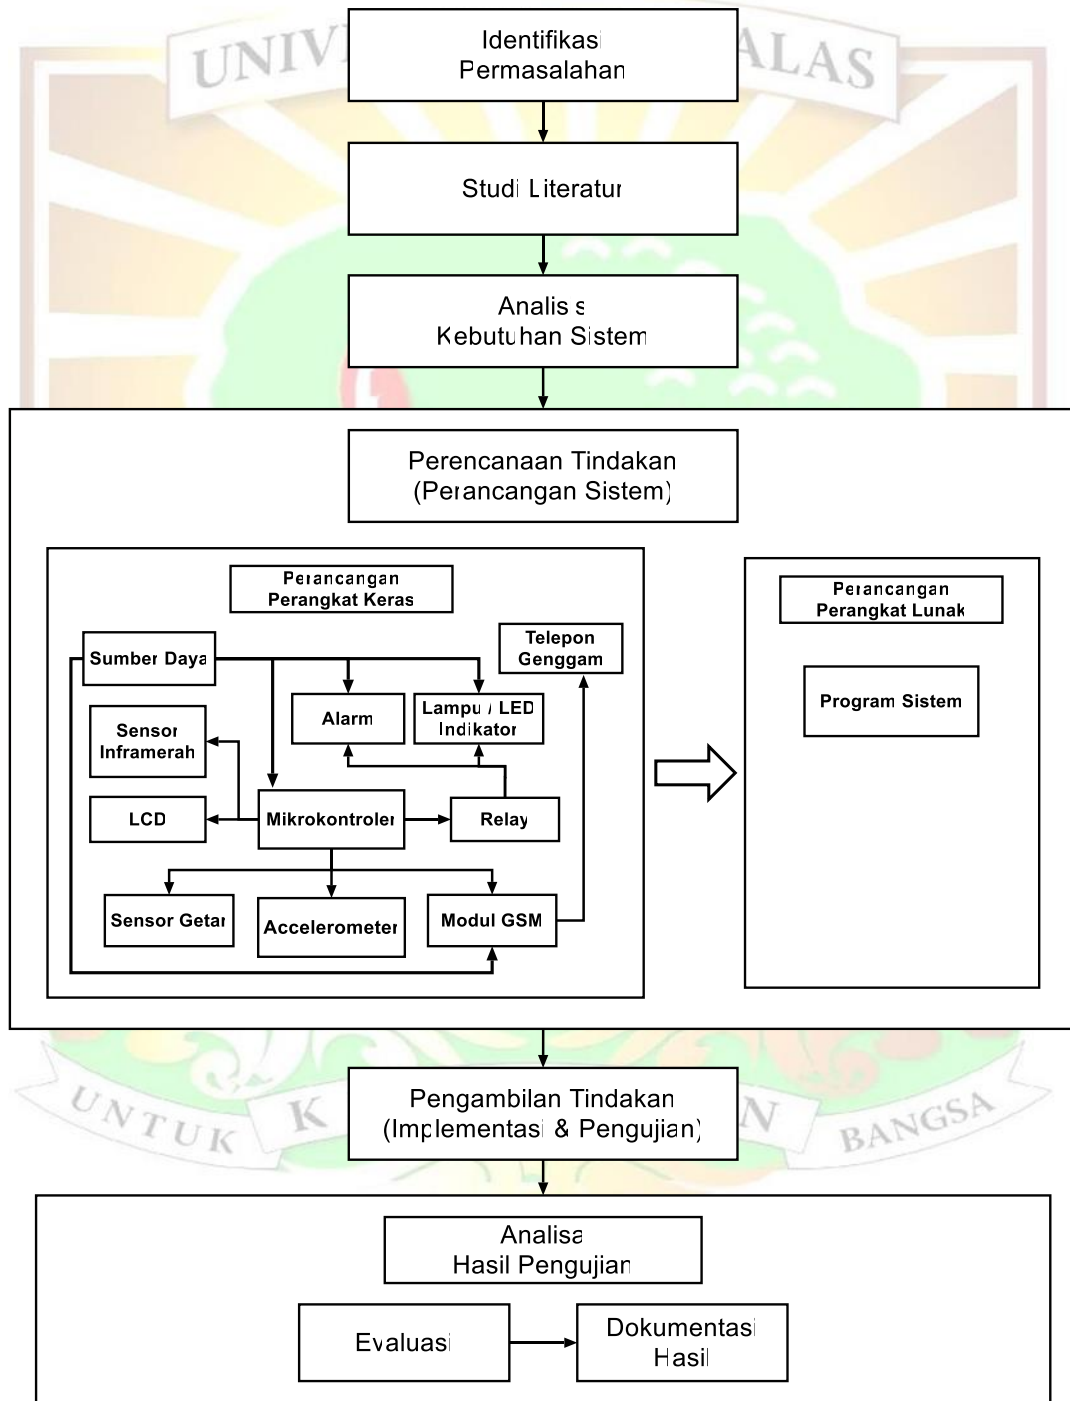 UNIV
ALAS
Identifikasi
Permasalahan
Studi Literatur
Analisis
Kebutuhan Sistem
Perencanaan Tindakan
(Perancangan Sistem)
Perancangan
Perangkat Keras
Perancangan
Perangkat Lunak
Telepon
Genggam
Sumber Daya
Alarm
Lampu / LED
Indikator
Program Sistem
Sensor
Inframerah
LCD
Mikrokontroler
Relay
Sensor Getar
Accelerometer
Modul GSM
Pengambilan Tindakan
(Implementasi & Pengujian)
UNTUK K N BANGSA
Analisa
Hasil Pengujian
Evaluasi
Dokumentasi
Hasil